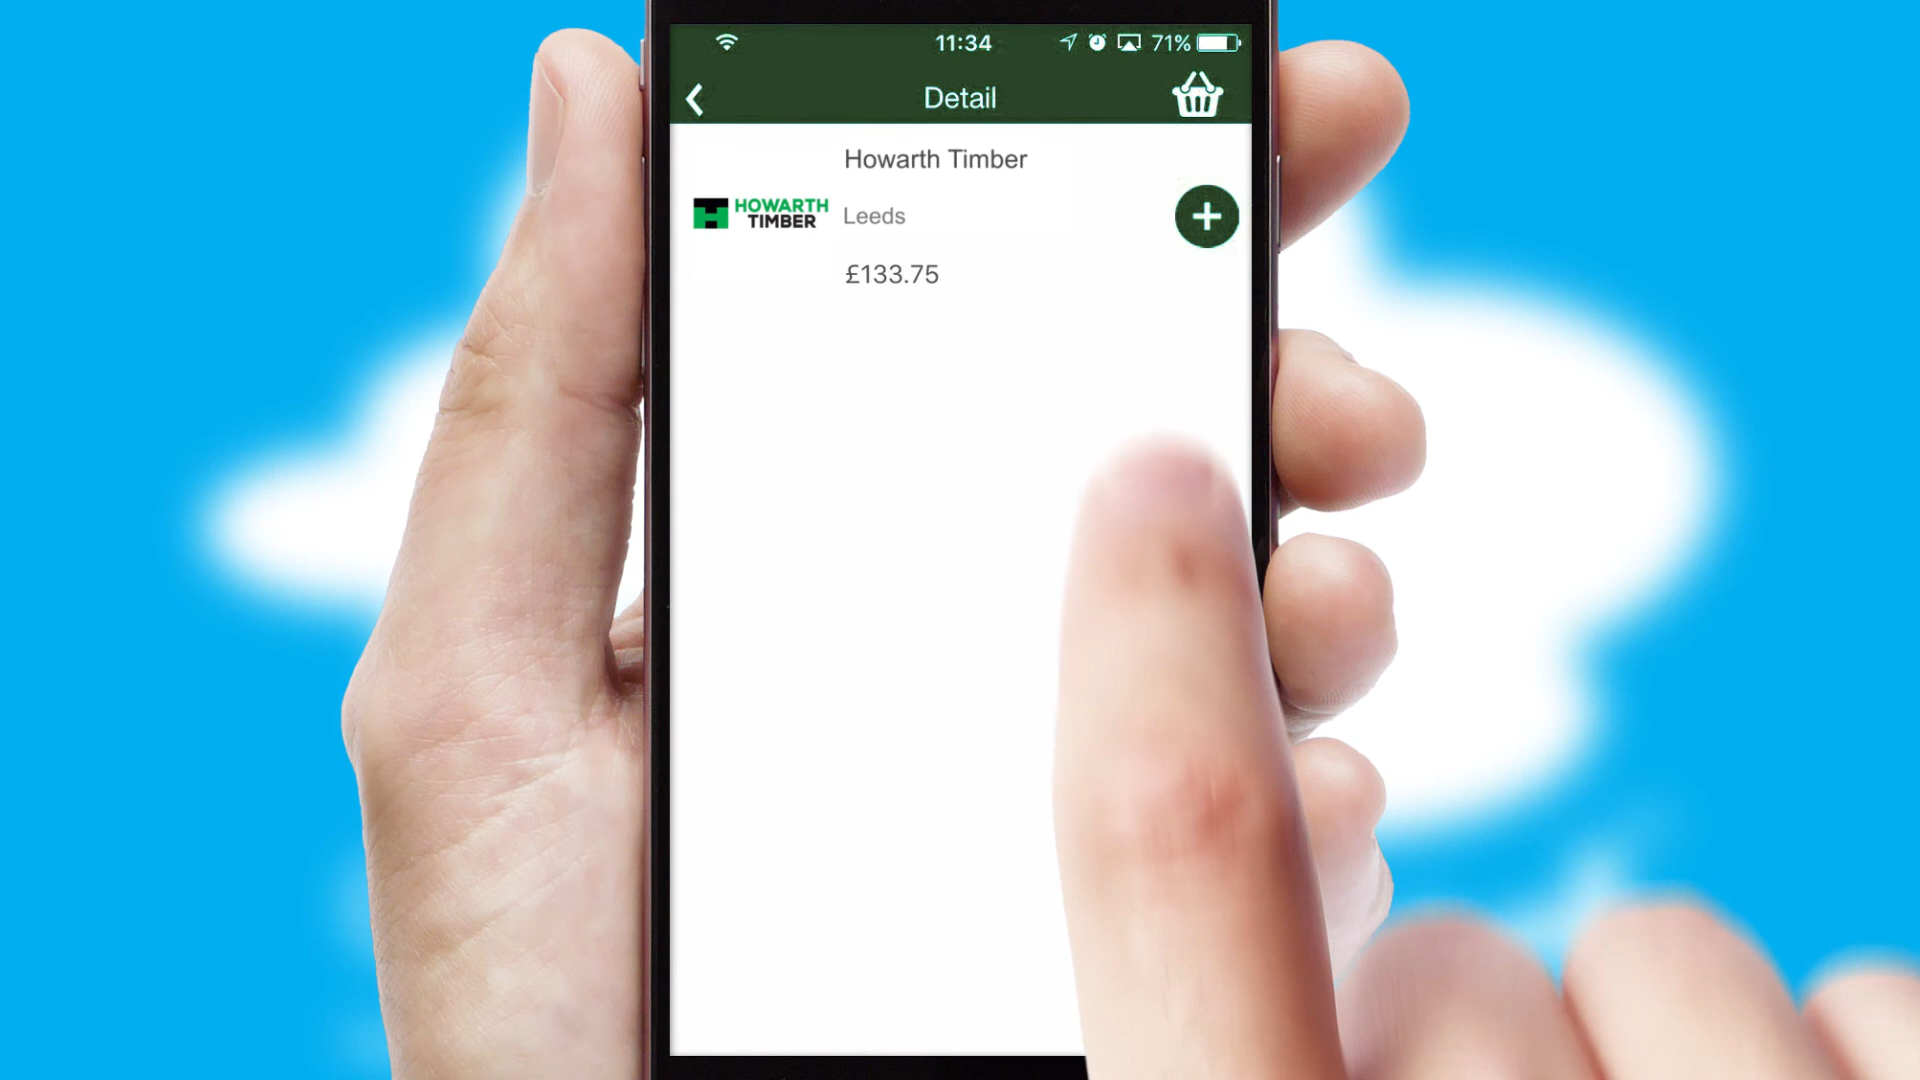 11:34
71%
Detail
Howarth Timber
HOWARTH
TIMBER
Leeds
£133.75